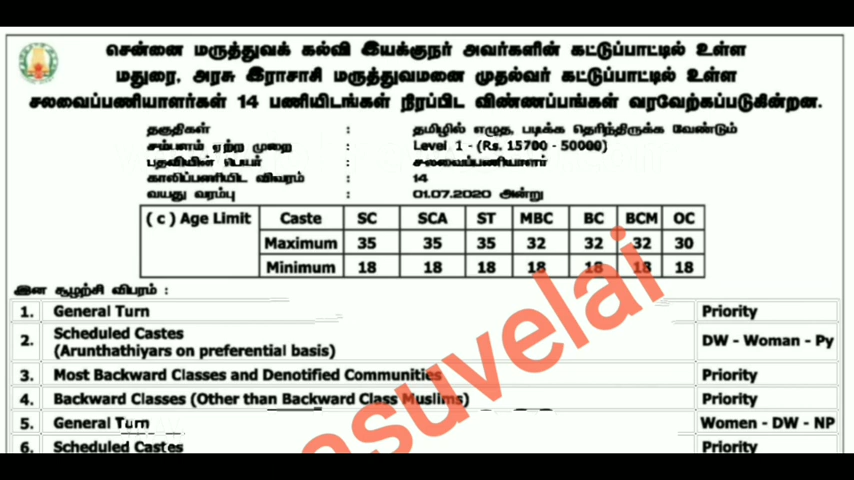 சென்னை மருத்துவக் கல்வி இயக்குநர் அவர்களின் கட்டுப்பாட்டில் உள்ள
மதுரை, அரசு இராசாசி மருத்துவமனை முதல்வர் கட்டுப்பாட்டில் உள்ள
சலவைப்பணியாளர்கள் 14 பணியிடங்கள் நிரப்பிட விண்ணப்பங்கள் வரவேற்கப்படுகின்றன.
தகுதிகள் : தமிழில் எழுத, படிக்க தெரிந்திருக்க வேண்டும்
சம்பளம் ஏற்ற முறை : Level 1 - (Rs. 15700 - 50000)
பதவியின் பெயர் : சலவைப்பணியாளர்
காலிப்பணியிட விவரம் : 14
வயது வரம்பு : 01.07.2020 அன்று
( c ) Age Limit Caste SC SCA ST MBC BC BCM OC
Maximum 35 35 35 32 32 32 30
Minimum 18 18 18 18 18 18 18
இன சூழற்சி விபரம் :
1. General Turn Priority
2. Scheduled Castes
(Arunthathiyars on preferential basis) DW - Woman - Py
3. Most Backward Classes and Denotified Communities Priority
4. Backward Classes (Other than Backward Class Muslims) Priority
5. General Turn Women - DW - NP
6. Scheduled Castes Priority
asuvelai